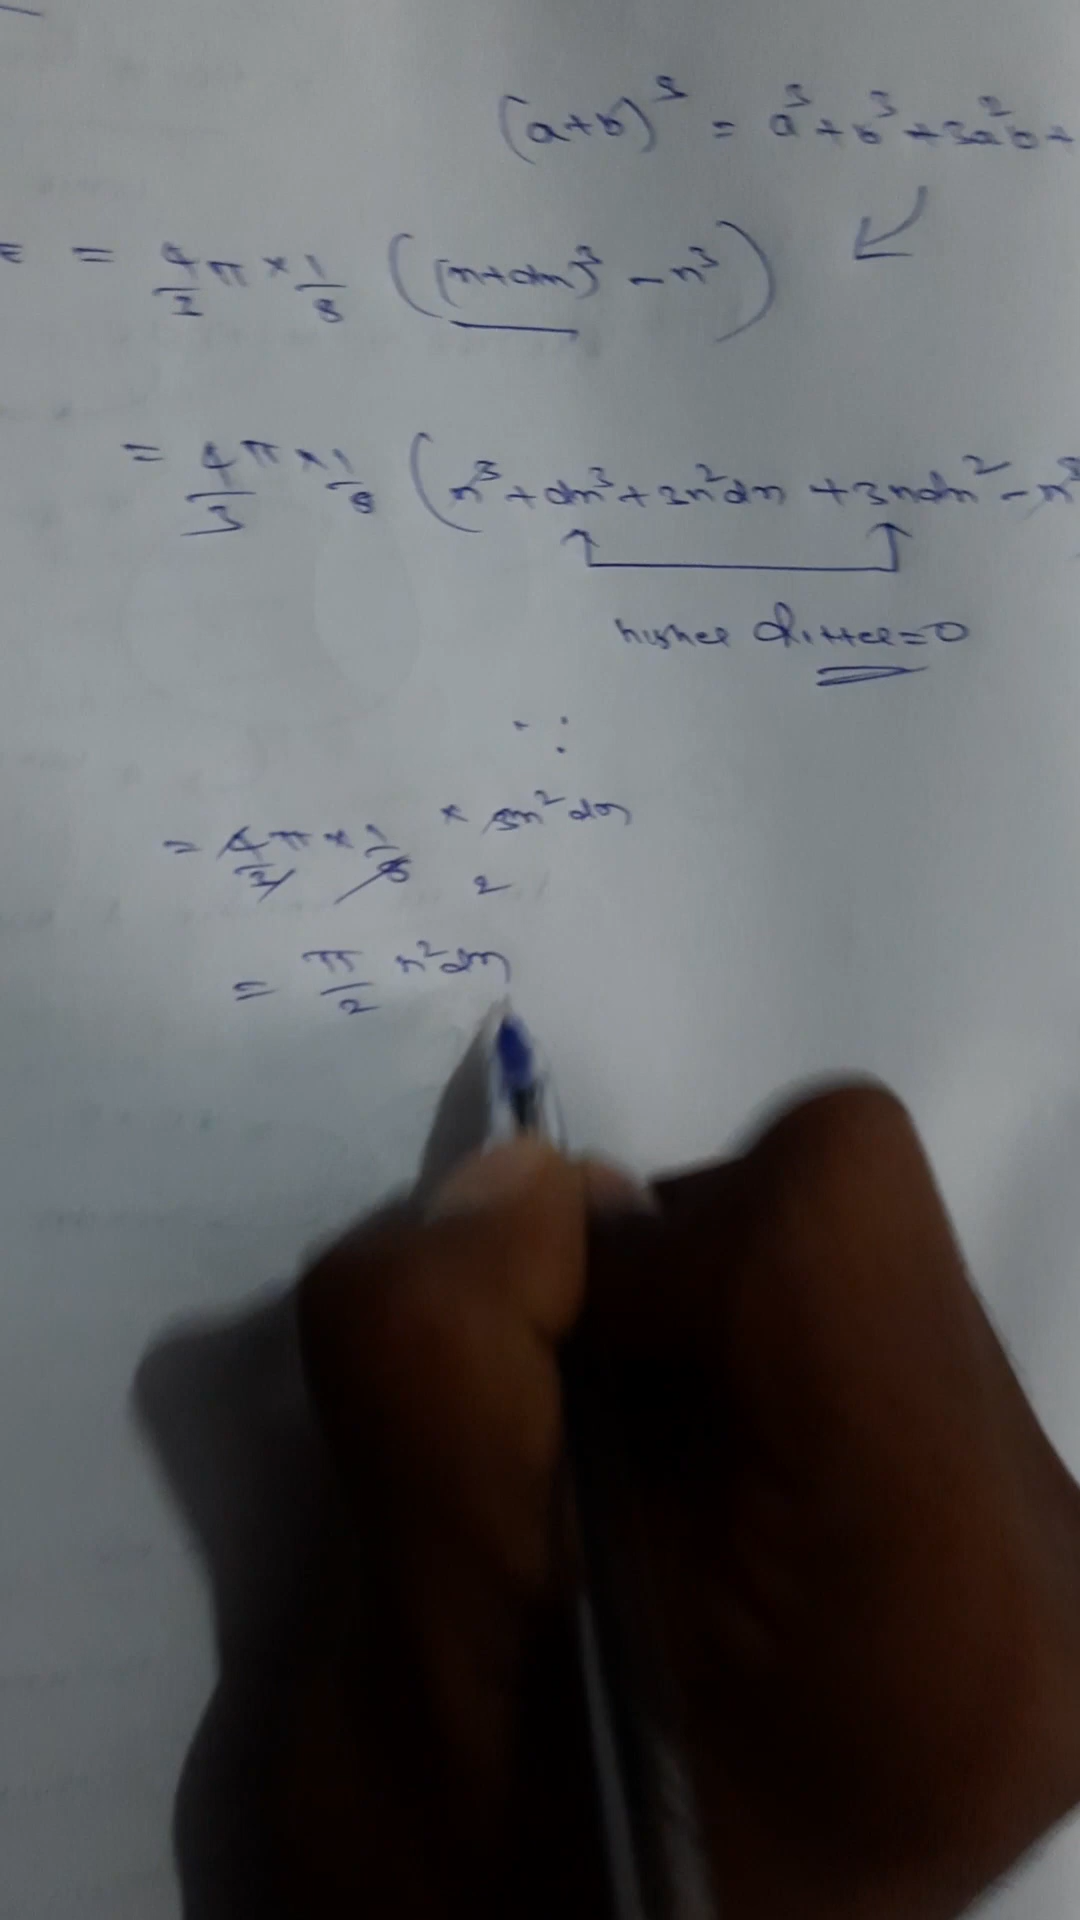 (a+b)³ = a³+b³+3a²b+
= 4/3 π × 1/8 ((n+dn)³ - n³)
= 4/3 π × 1/8 (n³+dn³+3n²dn +3ndn² - n³
higher =0
= 4/3 π × 1/8 × 3n²dn
2
= π/2 n²dn